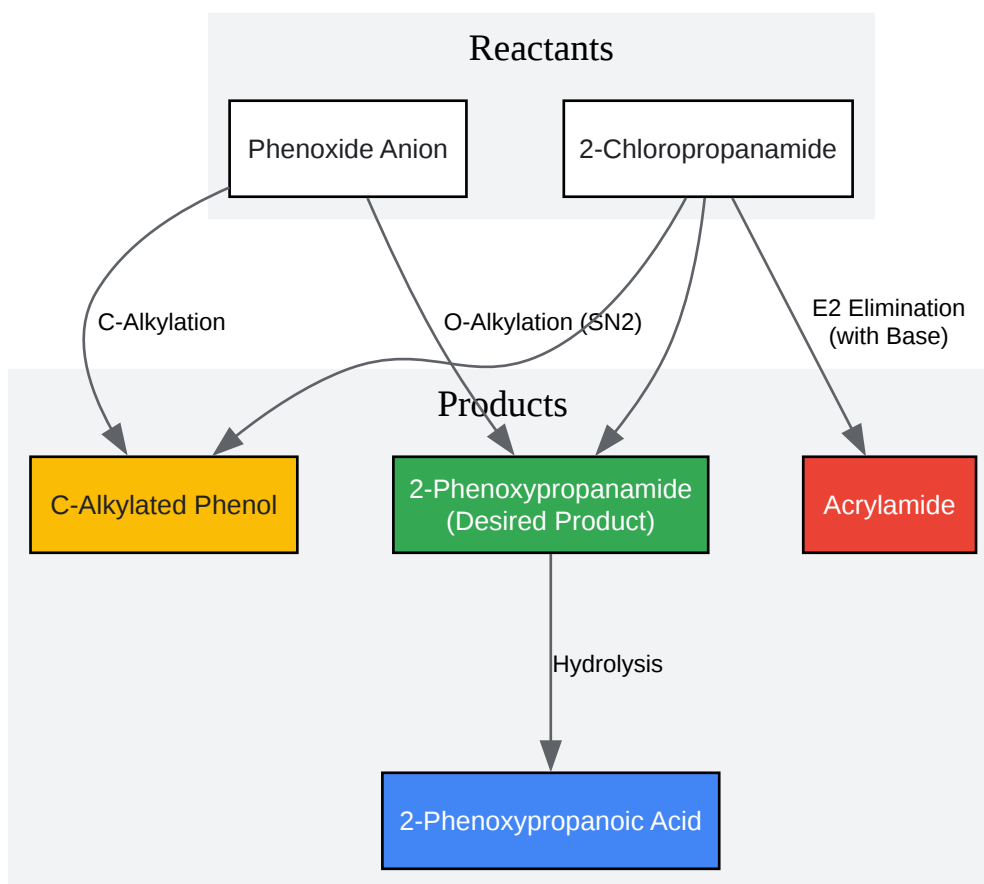 Reactants
Phenoxide Anion
2-Chloropropanamide
C-Alkylation
O-Alkylation (SN2)
E2 Elimination
(with Base)
Products
C-Alkylated Phenol
2-Phenoxypropanamide
(Desired Product)
Acrylamide
Hydrolysis
2-Phenoxypropanoic Acid